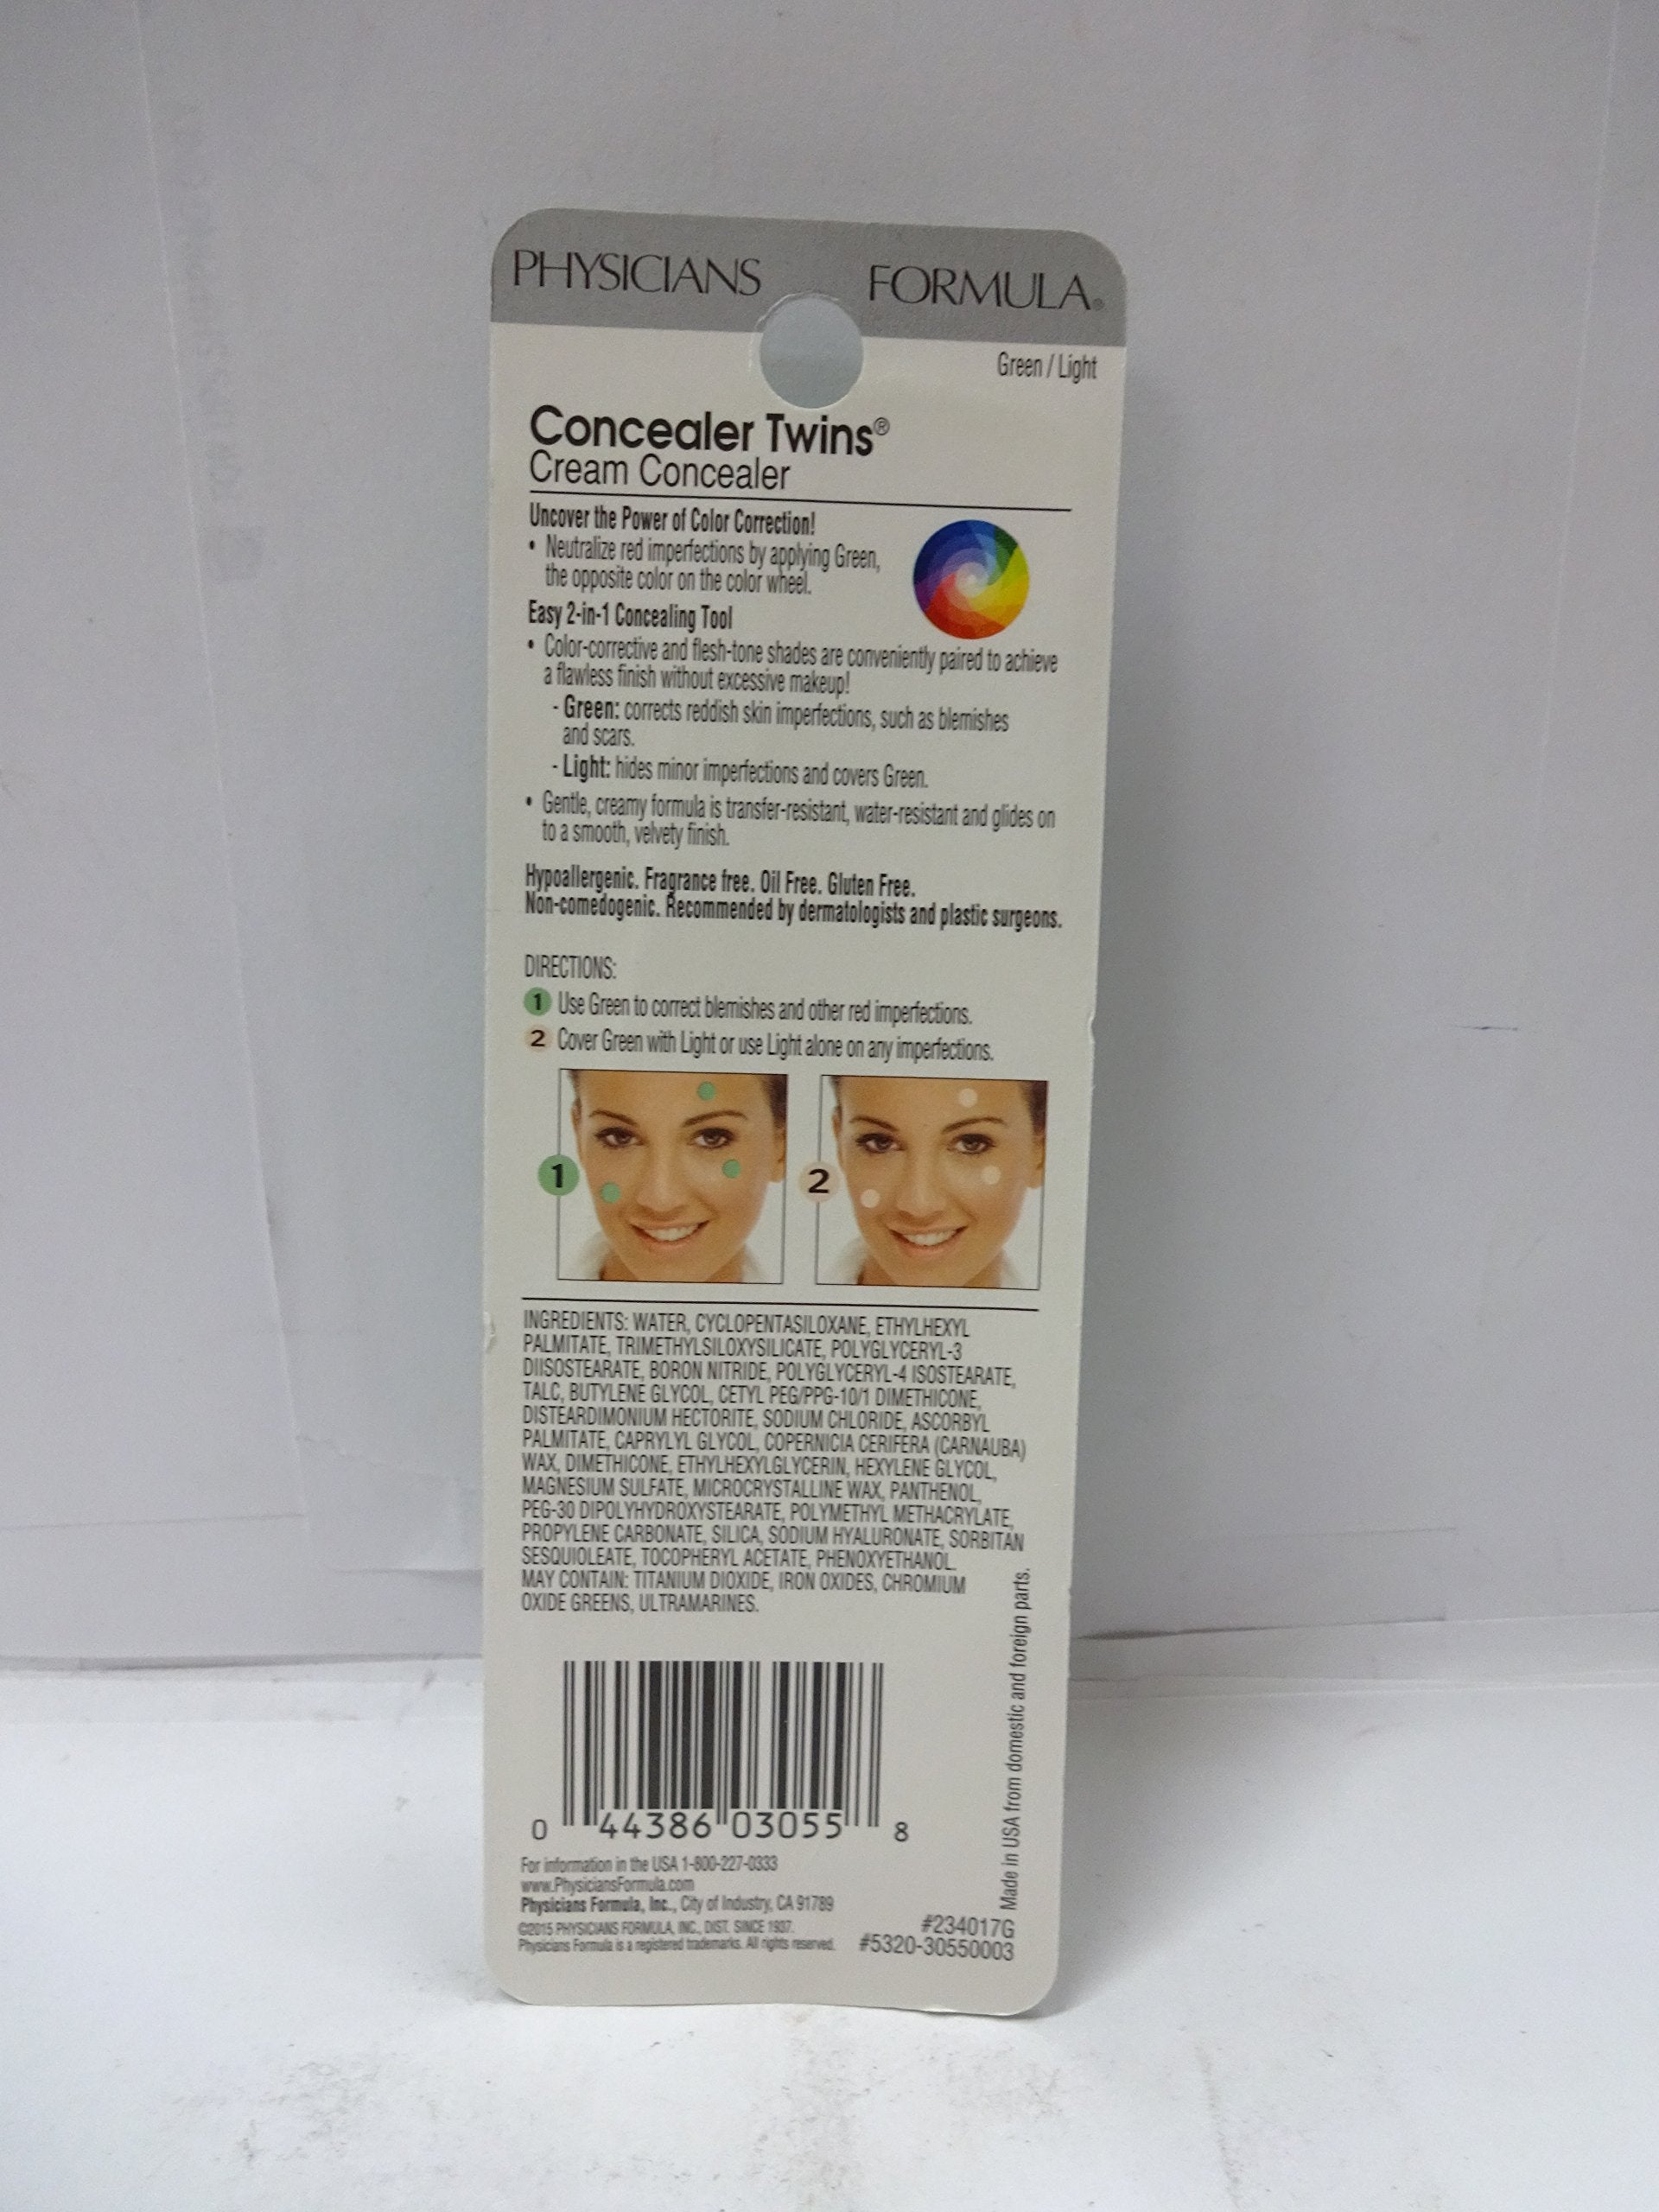 PHYSICIANS FORMULA®
Green / Light
Concealer Twins®
Cream Concealer
Uncover the Power of Color Correction!
• Neutralize red imperfections by applying Green,
the opposite color on the color wheel.
Easy 2-in-1 Concealing Tool
• Color-corrective and flesh-tone shades are conveniently paired to achieve
a flawless finish without excessive makeup!
- Green: corrects reddish skin imperfections, such as blemishes
and scars.
- Light: hides minor imperfections and covers Green.
• Gentle, creamy formula is transfer-resistant, water-resistant and glides on
to a smooth, velvety finish.
Hypoallergenic. Fragrance free. Oil Free. Gluten Free.
Non-comedogenic. Recommended by dermatologists and plastic surgeons.
DIRECTIONS:
1 Use Green to correct blemishes and other red imperfections.
2 Cover Green with Light or use Light alone on any imperfections.
1
2
INGREDIENTS: WATER, CYCLOPENTASILOXANE, ETHYLHEXYL
PALMITATE, TRIMETHYLSILOXYSILICATE, POLYGLYCERYL-3
DIISOSTEARATE, BORON NITRIDE, POLYGLYCERYL-4 ISOSTEARATE,
TALC, BUTYLENE GLYCOL, CETYL PEG/PPG-10/1 DIMETHICONE,
DISTEARDIMONIUM HECTORITE, SODIUM CHLORIDE, ASCORBYL
PALMITATE, CAPRYLYL GLYCOL, COPERNICIA CERIFERA (CARNAUBA)
WAX, DIMETHICONE, ETHYLHEXYLGLYCERIN, HEXYLENE GLYCOL,
MAGNESIUM SULFATE, MICROCRYSTALLINE WAX, PANTHENOL,
PEG-30 DIPOLYHYDROXYSTEARATE, POLYMETHYL METHACRYLATE,
PROPYLENE CARBONATE, SILICA, SODIUM HYALURONATE, SORBITAN
SESQUIOLEATE, TOCOPHERYL ACETATE, PHENOXYETHANOL.
MAY CONTAIN: TITANIUM DIOXIDE, IRON OXIDES, CHROMIUM
OXIDE GREENS, ULTRAMARINES.
Made in USA from domestic and foreign parts.
0 44386 03055 8
For information in the USA 1-800-227-0333
www.PhysiciansFormula.com
Physicians Formula, Inc., City of Industry, CA 91789
©2015 PHYSICIANS FORMULA, INC., DIST. SINCE 1937.
Physicians Formula is a registered trademarks. All rights reserved.
#234017G
#5320-30550003